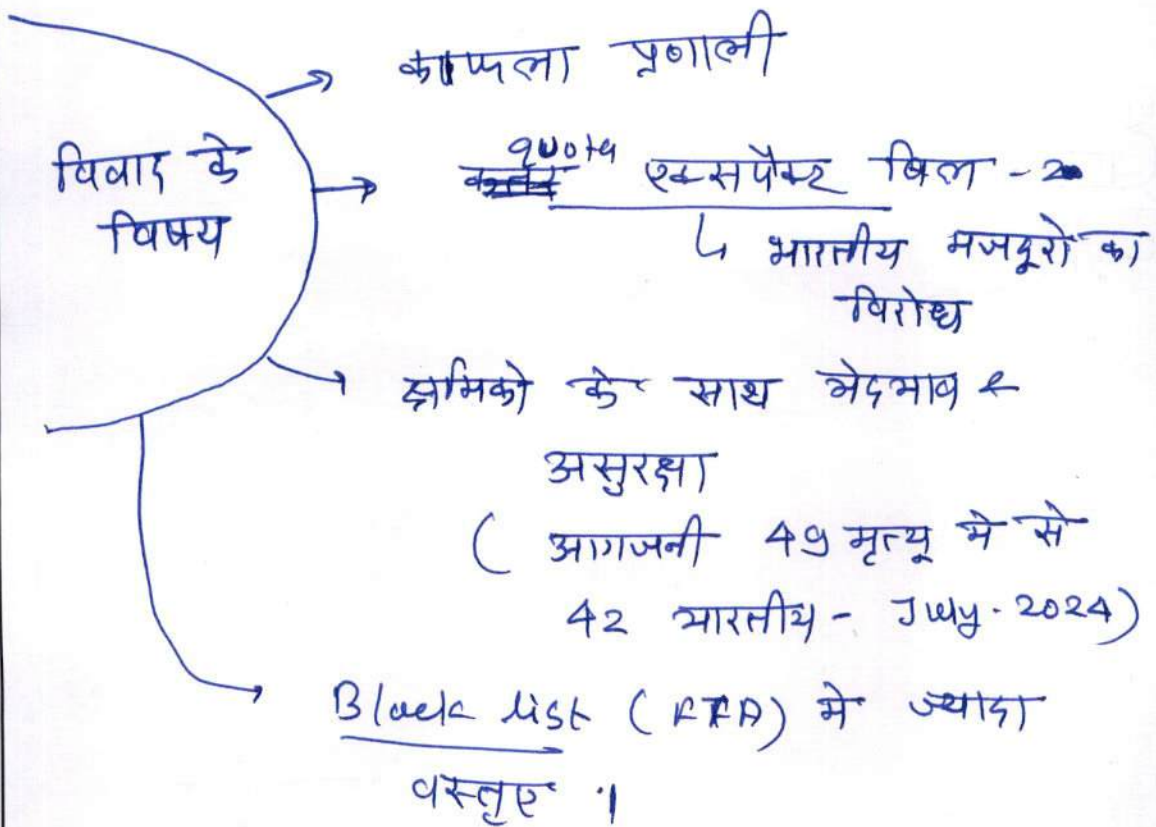 विवाद के
विषय
काफला प्रणाली
quota एक्सपैक्ट बिल - 2
भारतीय मजदूरो का
विरोध
श्रमिको के साथ भेदभाव &
असुरक्षा
( आगजनी 49 मृत्यू मे से
42 भारतीय - July. 2024)
Black list (FTA) मे ज्यादा
वस्तुए ।